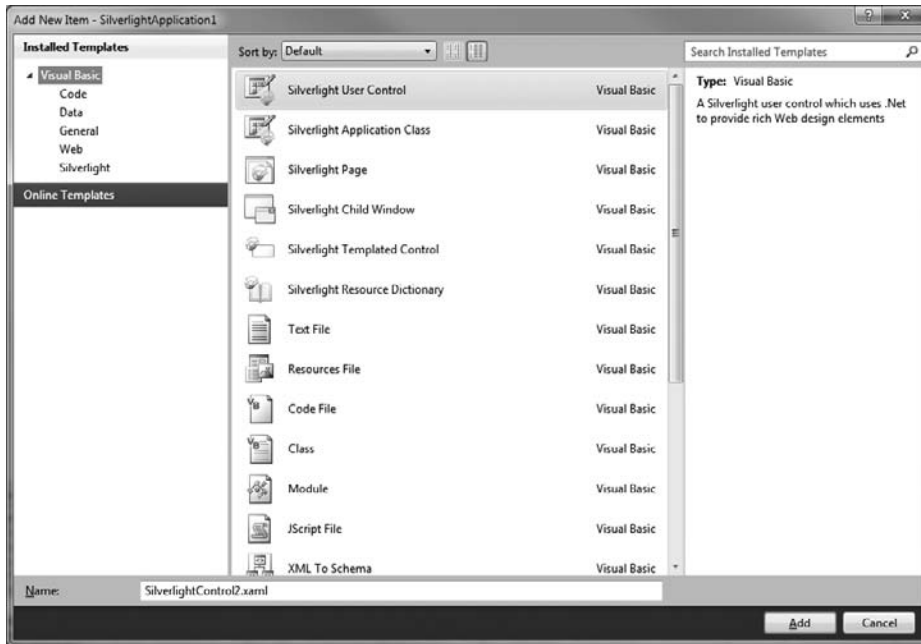 Add New Item - SilverlightApplication1
Installed Templates
Visual Basic
Code
Data
General
Web
Silverlight
Online Templates
Sort by: Default
Silverlight User Control Visual Basic
Silverlight Application Class Visual Basic
Silverlight Page Visual Basic
Silverlight Child Window Visual Basic
Silverlight Templated Control Visual Basic
Silverlight Resource Dictionary Visual Basic
Text File Visual Basic
Resources File Visual Basic
Code File Visual Basic
Class Visual Basic
Module Visual Basic
JScript File Visual Basic
XML To Schema Visual Basic
Search Installed Templates
Type: Visual Basic
A Silverlight user control which uses .Net
to provide rich Web design elements
Name: SilverlightControl2.xaml
Add Cancel